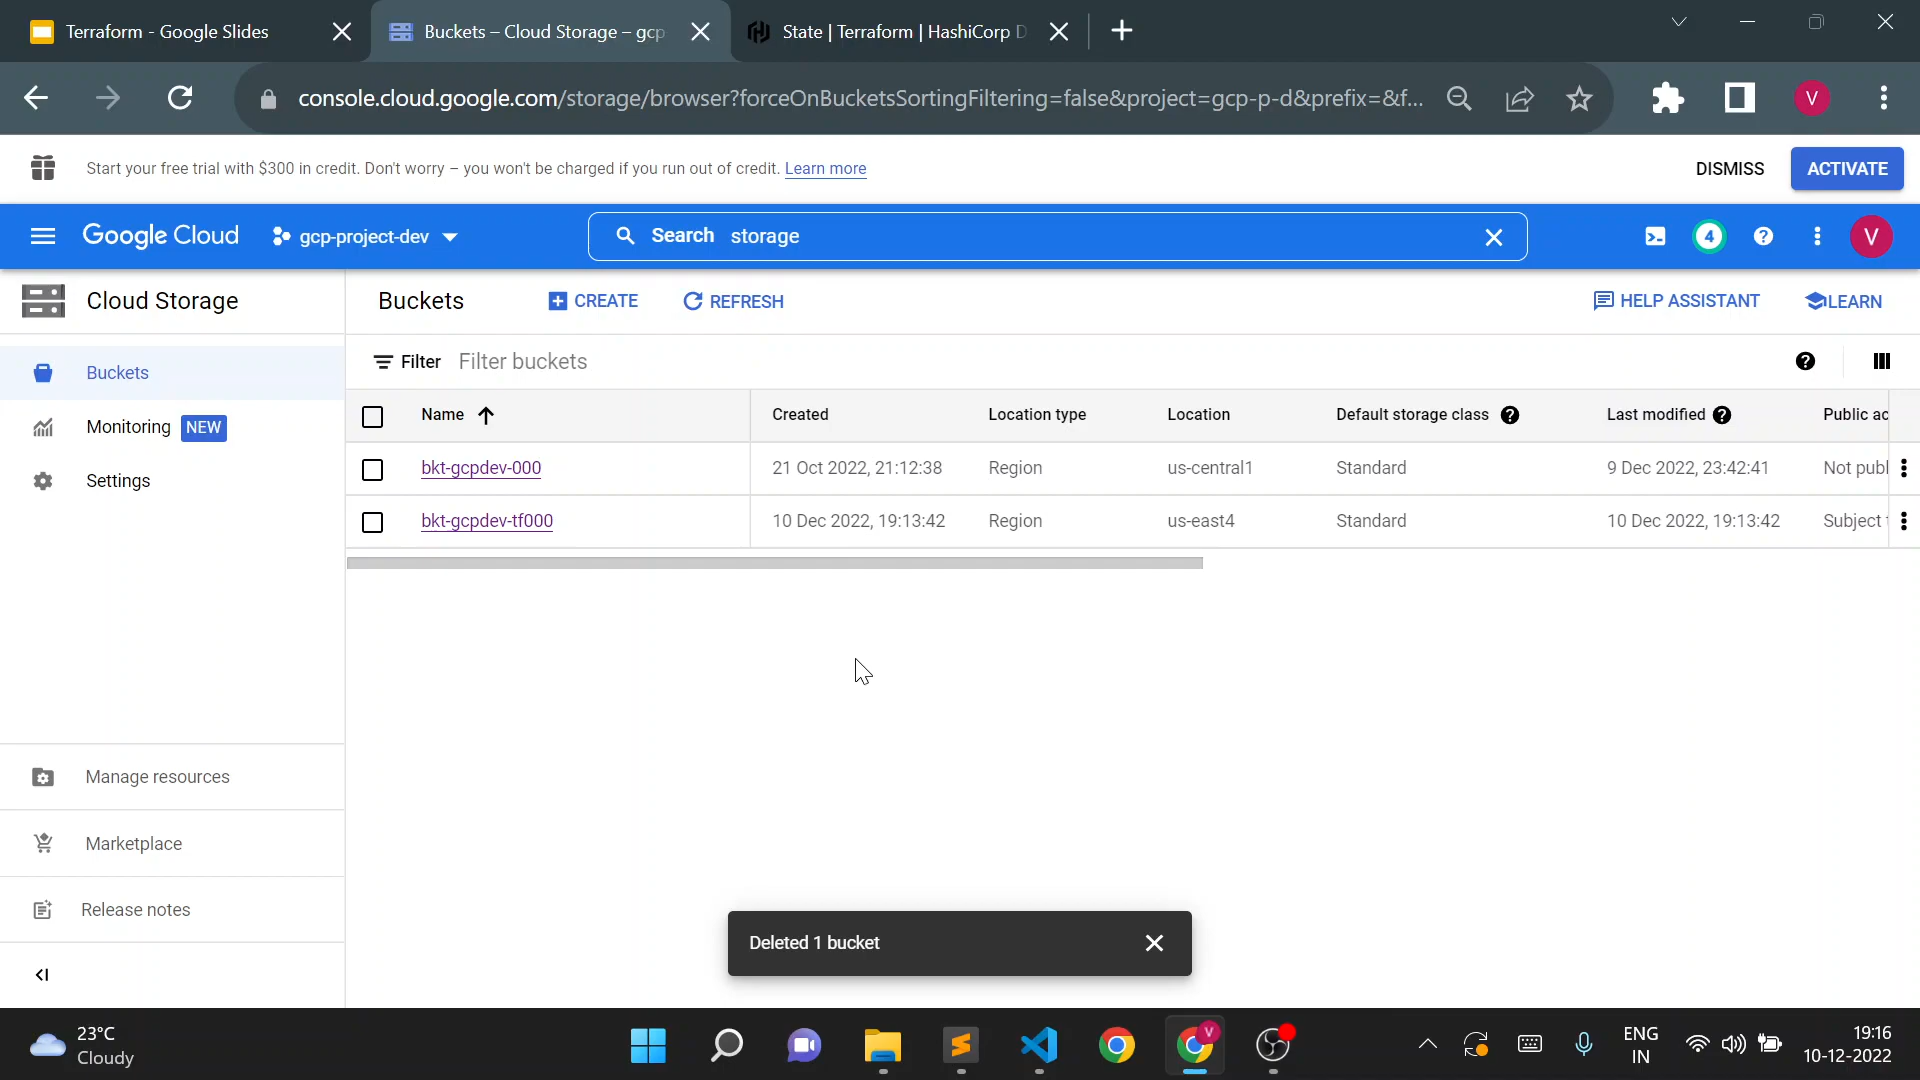 Terraform - Google Slides
Buckets – Cloud Storage – gcp
State | Terraform | HashiCorp D
console.cloud.google.com/storage/browser?forceOnBucketsSortingFiltering=false&project=gcp-p-d&prefix=&f...
V
Start your free trial with $300 in credit. Don't worry – you won't be charged if you run out of credit. Learn more
DISMISS
ACTIVATE
Google Cloud
gcp-project-dev
Search storage
4
V
Cloud Storage
Buckets
CREATE
REFRESH
HELP ASSISTANT
LEARN
Buckets
Monitoring NEW
Settings
Filter Filter buckets
Name Created Location type Location Default storage class Last modified Public ac
bkt-gcpdev-000 21 Oct 2022, 21:12:38 Region us-central1 Standard 9 Dec 2022, 23:42:41 Not publ
bkt-gcpdev-tf000 10 Dec 2022, 19:13:42 Region us-east4 Standard 10 Dec 2022, 19:13:42 Subject
Manage resources
Marketplace
Release notes
Deleted 1 bucket
23°C
Cloudy
V
ENG
IN
19:16
10-12-2022